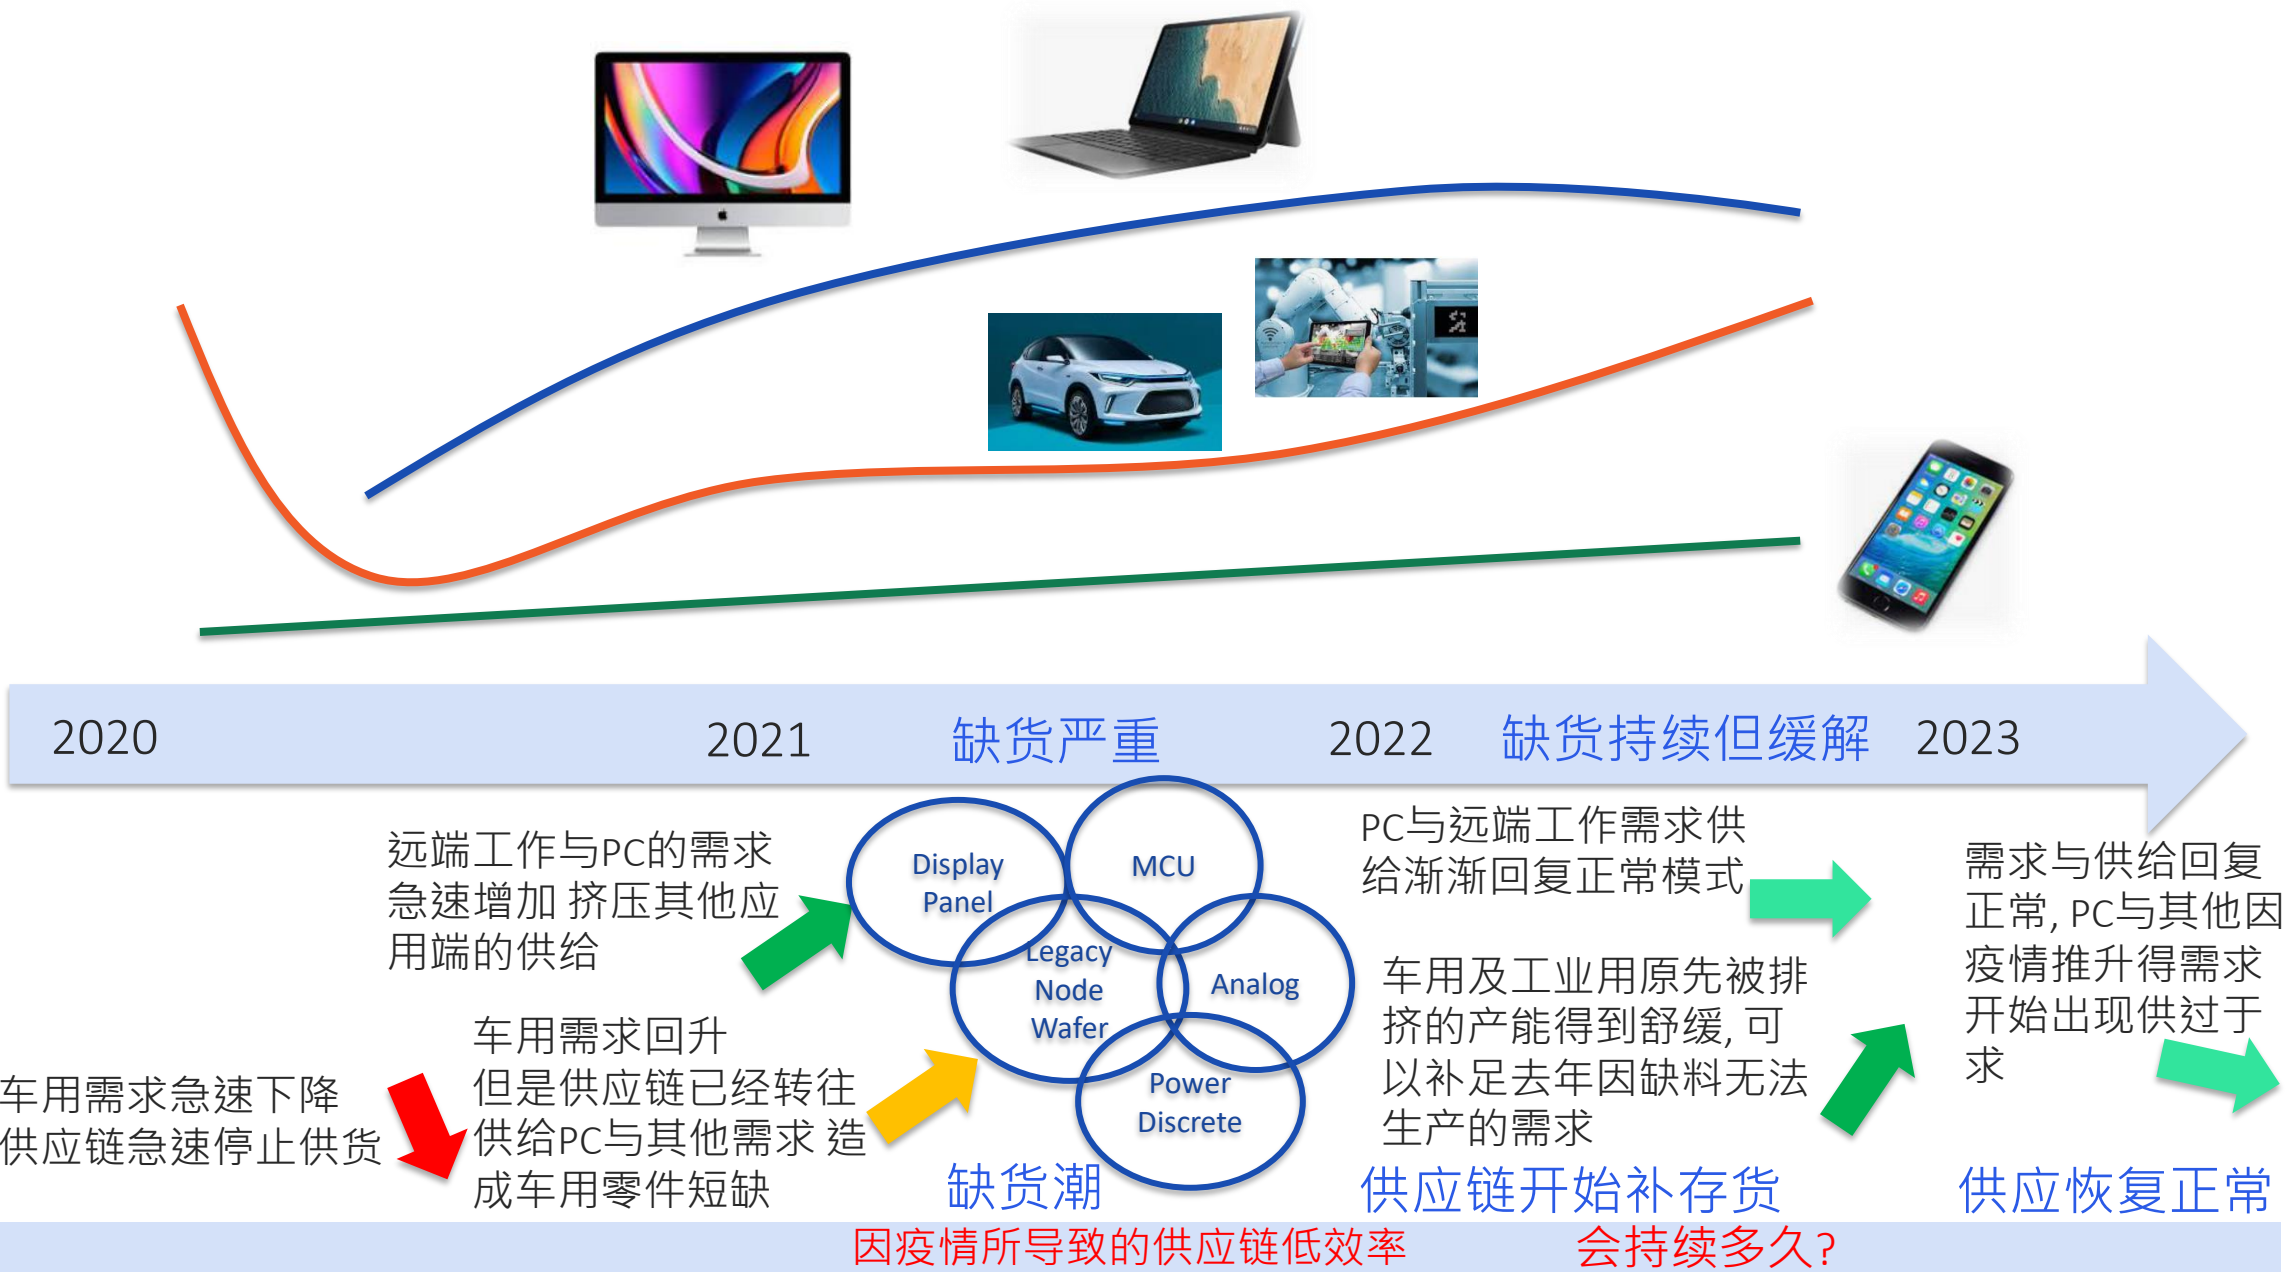 2020
2021
缺货严重
2022
缺货持续但缓解
2023
车用需求急速下降
供应链急速停止供货
远端工作与PC的需求
急速增加 挤压其他应
用端的供给
车用需求回升
但是供应链已经转往
供给PC与其他需求 造
成车用零件短缺
Display
Panel
MCU
Legacy
Node
Wafer
Analog
Power
Discrete
缺货潮
PC与远端工作需求供
给渐渐回复正常模式
车用及工业用原先被排
挤的产能得到舒缓, 可
以补足去年因缺料无法
生产的需求
供应链开始补存货
需求与供给回复
正常, PC与其他因
疫情推升得需求
开始出现供过于
求
供应恢复正常
因疫情所导致的供应链低效率
会持续多久?